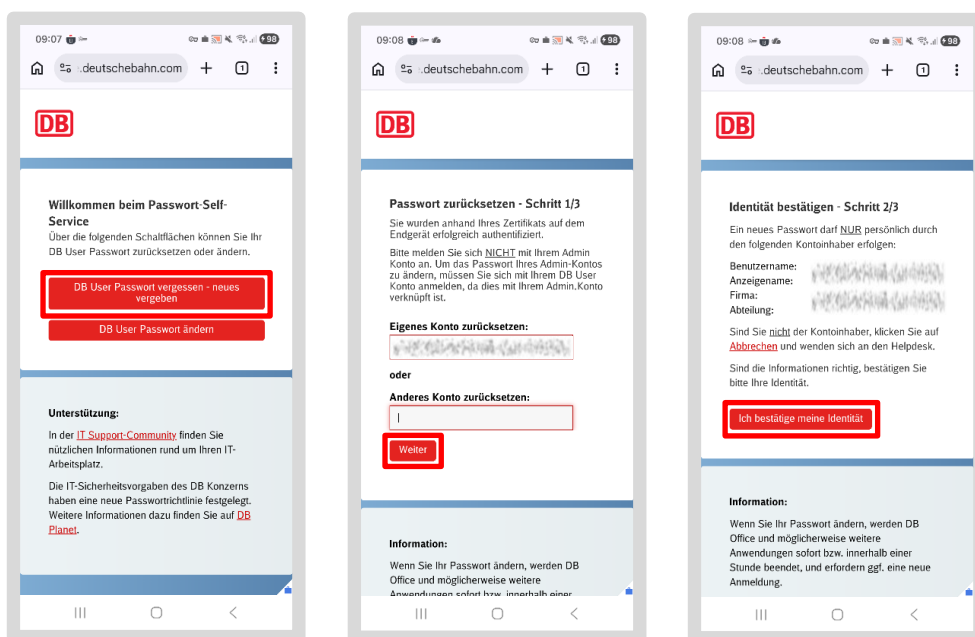 09:07
98
.deutschebahn.com
1
DB
Willkommen beim Passwort-Self-
Service
Über die folgenden Schaltflächen können Sie Ihr
DB User Passwort zurücksetzen oder ändern.
DB User Passwort vergessen - neues
vergeben
DB User Passwort ändern
Unterstützung:
In der IT Support-Community finden Sie
nützlichen Informationen rund um Ihren IT-
Arbeitsplatz.
Die IT-Sicherheitsvorgaben des DB Konzerns
haben eine neue Passwortrichtlinie festgelegt.
Weitere Informationen dazu finden Sie auf DB
Planet.
09:08
98
.deutschebahn.com
1
DB
Passwort zurücksetzen - Schritt 1/3
Sie wurden anhand Ihres Zertifikats auf dem
Endgerät erfolgreich authentifiziert.
Bitte melden Sie sich NICHT mit Ihrem Admin
Konto an. Um das Passwort Ihres Admin-Kontos
zu ändern, müssen Sie sich mit Ihrem DB User
Konto anmelden, da dies mit Ihrem Admin.Konto
verknüpft ist.
Eigenes Konto zurücksetzen:
oder
Anderes Konto zurücksetzen:
Weiter
Information:
Wenn Sie Ihr Passwort ändern, werden DB
Office und möglicherweise weitere
Anwendungen sofort bzw. innerhalb einer
09:08
98
.deutschebahn.com
1
DB
Identität bestätigen - Schritt 2/3
Ein neues Passwort darf NUR persönlich durch
den folgenden Kontoinhaber erfolgen:
Benutzername:
Anzeigename:
Firma:
Abteilung:
Sind Sie nicht der Kontoinhaber, klicken Sie auf
Abbrechen und wenden sich an den Helpdesk.
Sind die Informationen richtig, bestätigen Sie
bitte Ihre Identität.
Ich bestätige meine Identität
Information:
Wenn Sie Ihr Passwort ändern, werden DB
Office und möglicherweise weitere
Anwendungen sofort bzw. innerhalb einer
Stunde beendet, und erfordern ggf. eine neue
Anmeldung.